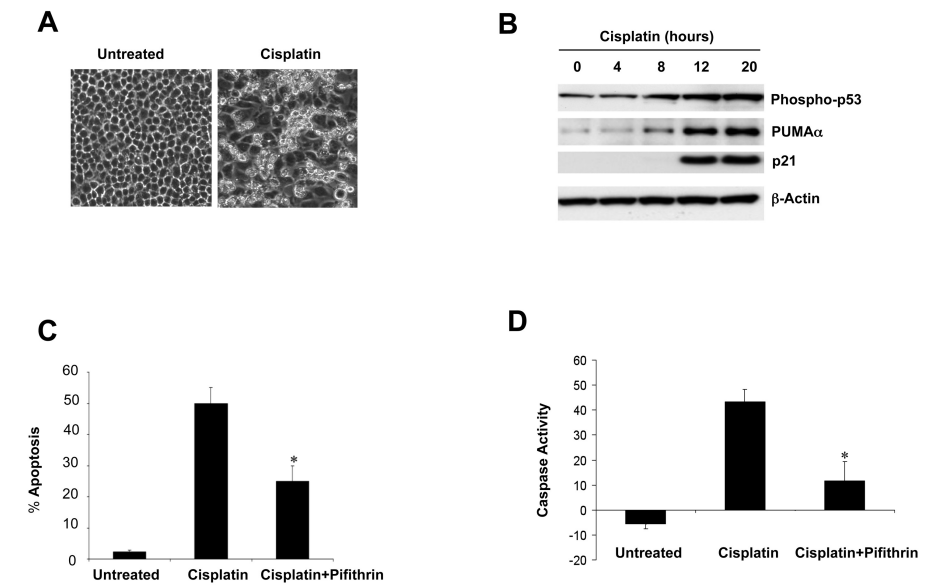 A
Untreated Cisplatin
B
Cisplatin (hours)
0 4 8 12 20
Phospho-p53
PUMAα
p21
β-Actin
C
60
50
40
30
20
10
0
% Apoptosis
*
Untreated Cisplatin Cisplatin+Pifithrin
D
60
50
40
30
20
10
0
-10
-20
Caspase Activity
*
Untreated Cisplatin Cisplatin+Pifithrin